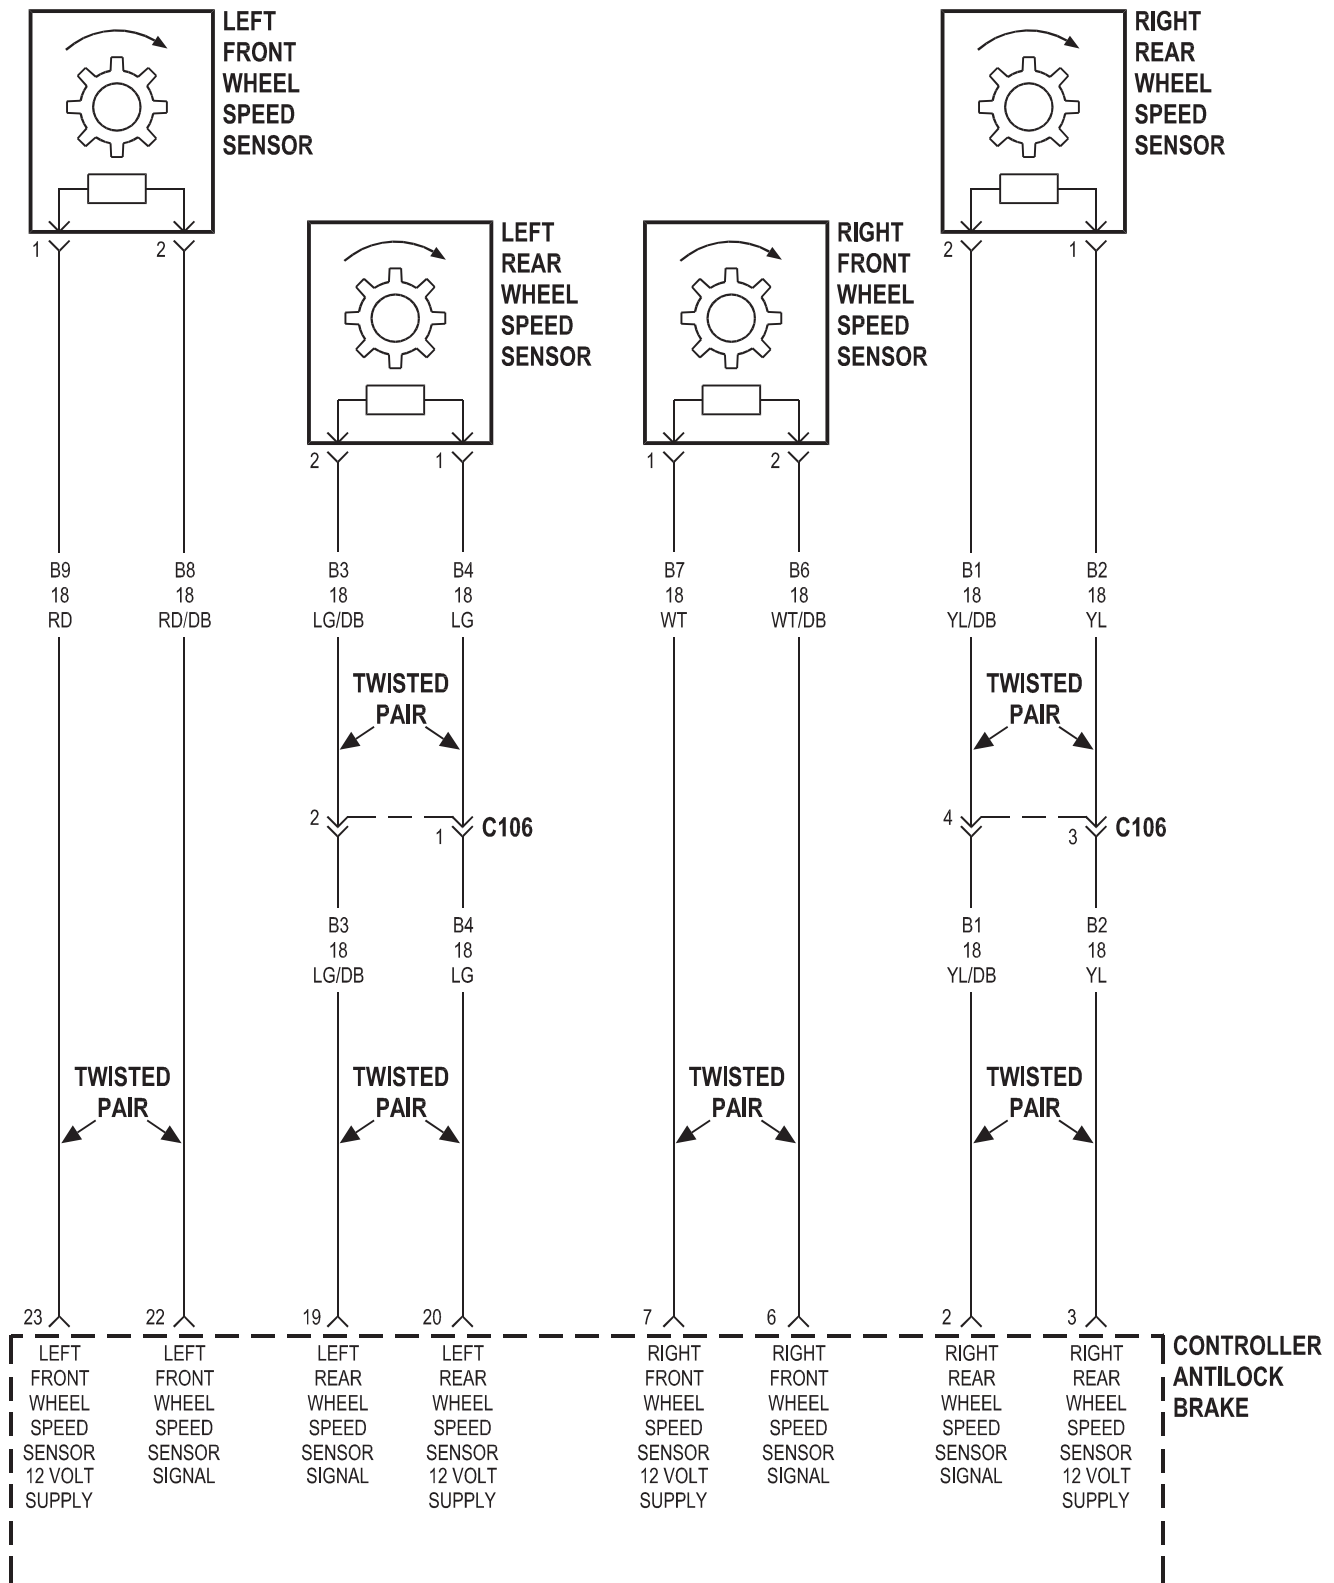 LEFT
FRONT
WHEEL
SPEED
SENSOR
RIGHT
REAR
WHEEL
SPEED
SENSOR
1
2
2
1
LEFT
REAR
WHEEL
SPEED
SENSOR
RIGHT
FRONT
WHEEL
SPEED
SENSOR
2
1
1
2
B9
18
RD
B8
18
RD/DB
B3
18
LG/DB
B4
18
LG
B7
18
WT
B6
18
WT/DB
B1
18
YL/DB
B2
18
YL
TWISTED
PAIR
TWISTED
PAIR
2
1
C106
4
3
C106
B3
18
LG/DB
B4
18
LG
B1
18
YL/DB
B2
18
YL
TWISTED
PAIR
TWISTED
PAIR
TWISTED
PAIR
TWISTED
PAIR
23
22
19
20
7
6
2
3
LEFT
FRONT
WHEEL
SPEED
SENSOR
12 VOLT
SUPPLY
LEFT
FRONT
WHEEL
SPEED
SENSOR
SIGNAL
LEFT
REAR
WHEEL
SPEED
SENSOR
SIGNAL
LEFT
REAR
WHEEL
SPEED
SENSOR
12 VOLT
SUPPLY
RIGHT
FRONT
WHEEL
SPEED
SENSOR
12 VOLT
SUPPLY
RIGHT
FRONT
WHEEL
SPEED
SENSOR
SIGNAL
RIGHT
REAR
WHEEL
SPEED
SENSOR
SIGNAL
RIGHT
REAR
WHEEL
SPEED
SENSOR
12 VOLT
SUPPLY
CONTROLLER
ANTILOCK
BRAKE